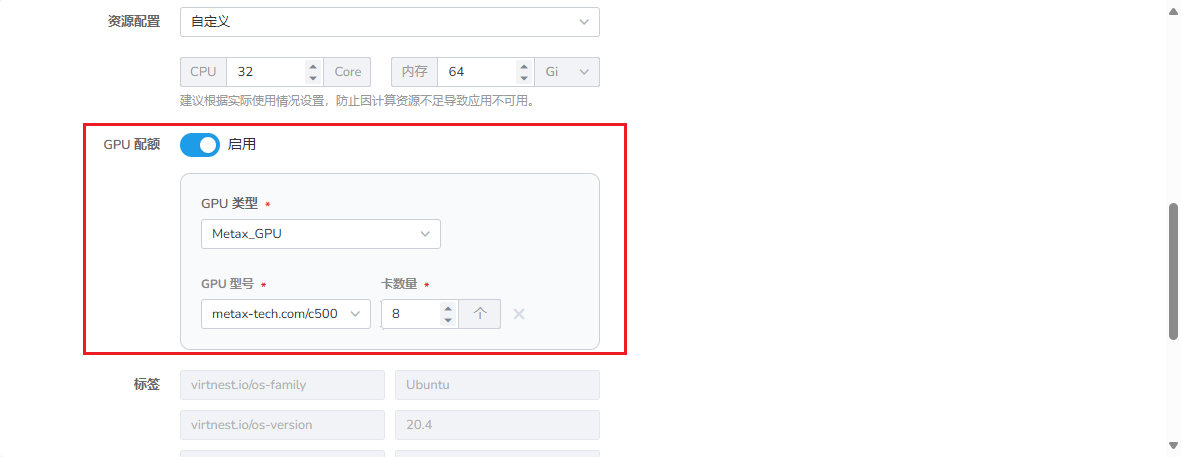 资源配置 自定义
CPU 32 Core 内存 64 Gi
建议根据实际使用情况设置，防止因计算资源不足导致应用不可用。
GPU 配额 启用
GPU 类型 *
Metax_GPU
GPU 型号 * 卡数量 *
metax-tech.com/c500 8 个
标签 virtnest.io/os-family Ubuntu
virtnest.io/os-version 20.4